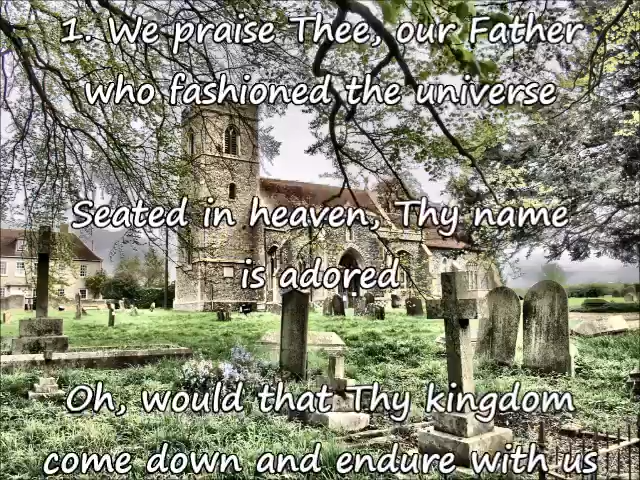 1. We praise Thee, our Father
who fashioned the universe
Seated in heaven, Thy name
is adored
Oh, would that Thy kingdom
come down and endure with us